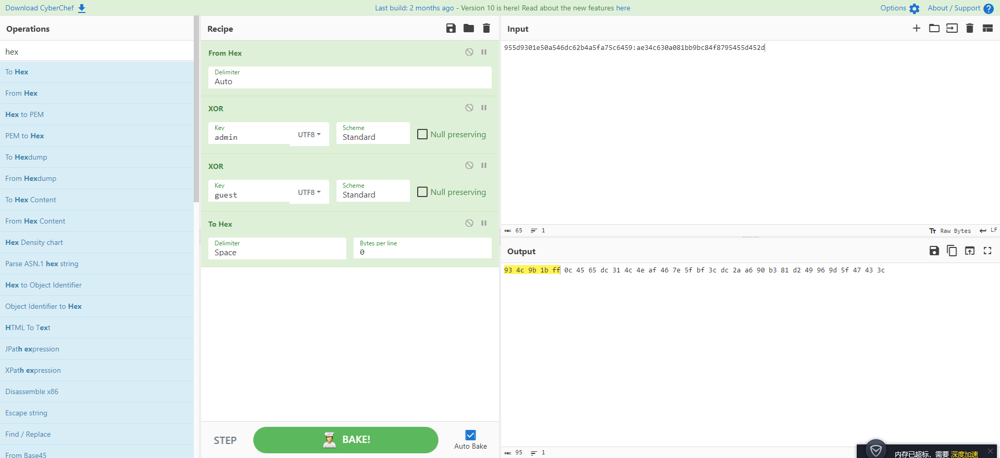 Download CyberChef
Last build: 2 months ago - Version 10 is here! Read about the new features here
Options
About / Support
Operations
hex
To Hex
From Hex
Hex to PEM
PEM to Hex
To Hexdump
From Hexdump
To Hex Content
From Hex Content
Hex Density chart
Parse ASN.1 hex string
Hex to Object Identifier
Object Identifier to Hex
HTML To Text
JPath expression
XPath expression
Disassemble x86
Escape string
Find / Replace
From Base45
Recipe
From Hex
Delimiter
Auto
XOR
Key
admin
UTF8
Scheme
Standard
Null preserving
XOR
Key
guest
UTF8
Scheme
Standard
Null preserving
To Hex
Delimiter
Space
Bytes per line
0
STEP
BAKE!
Auto Bake
Input
955d9301e50a546dc62b4a5fa75c6459:ae34c630a081bb9bc84f8795455d452d
ABC 65
1
Tт Raw Bytes
LF
Output
93 4c 9b 1b ff 0c 45 65 dc 31 4c 4e af 46 7e 5f bf 3c dc 2a a6 90 b3 81 d2 49 96 9d 5f 47 43 3c
ABC 95
1
内存已超标，需要 深度加速